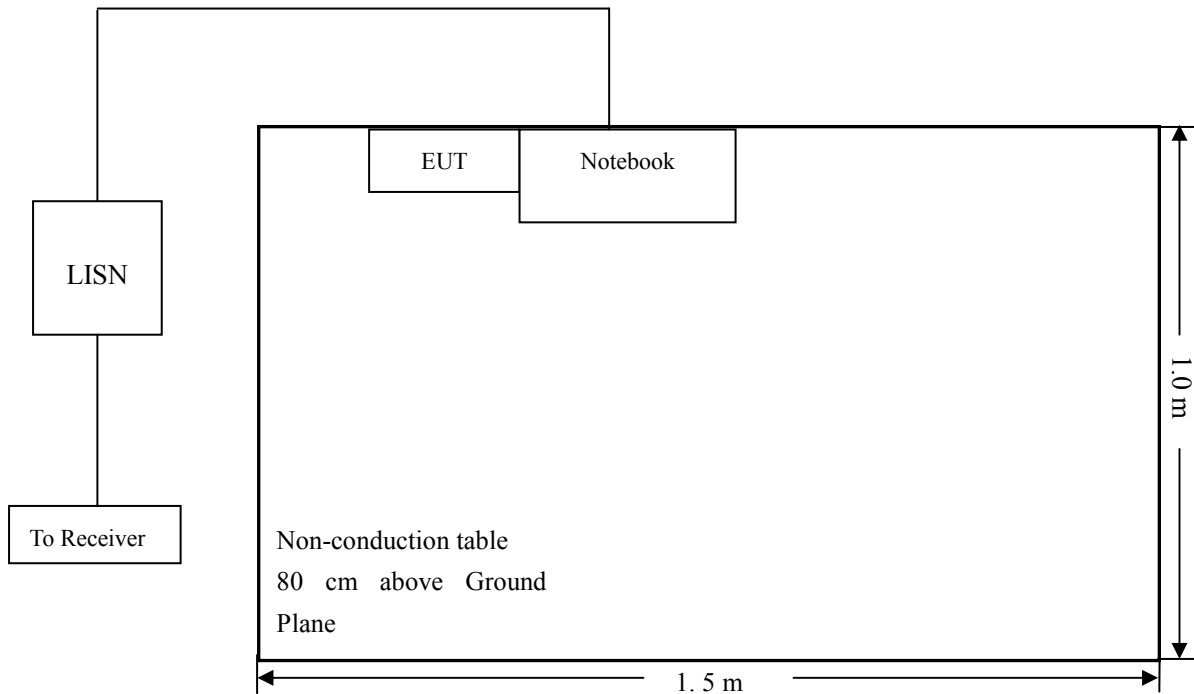 EUT
Notebook
LISN
1.0 m
To Receiver
Non-conduction table
80 cm above Ground
Plane
1. 5 m